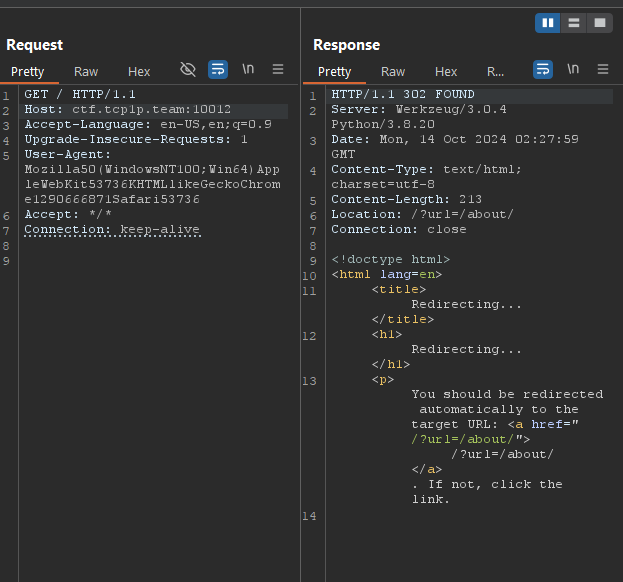 Request
Pretty Raw Hex \n
1 GET / HTTP/1.1
2 Host: ctf.tcp1p.team:10012
3 Accept-Language: en-US,en;q=0.9
4 Upgrade-Insecure-Requests: 1
5 User-Agent:
Mozilla50(WindowsNT100;Win64)App
leWebKit53736KHTMLlikeGeckoChrom
e1290666871Safari53736
6 Accept: */*
7 Connection: keep-alive
8
9
Response
Pretty Raw Hex R... \n
1 HTTP/1.1 302 FOUND
2 Server: Werkzeug/3.0.4
Python/3.8.20
3 Date: Mon, 14 Oct 2024 02:27:59
GMT
4 Content-Type: text/html;
charset=utf-8
5 Content-Length: 213
6 Location: /?url=/about/
7 Connection: close
8
9 <!doctype html>
10 <html lang=en>
11 <title>
Redirecting...
</title>
12 <h1>
Redirecting...
</h1>
13 <p>
You should be redirected
automatically to the
target URL: <a href="
/?url=/about/">
/?url=/about/
</a>
. If not, click the
link.
14